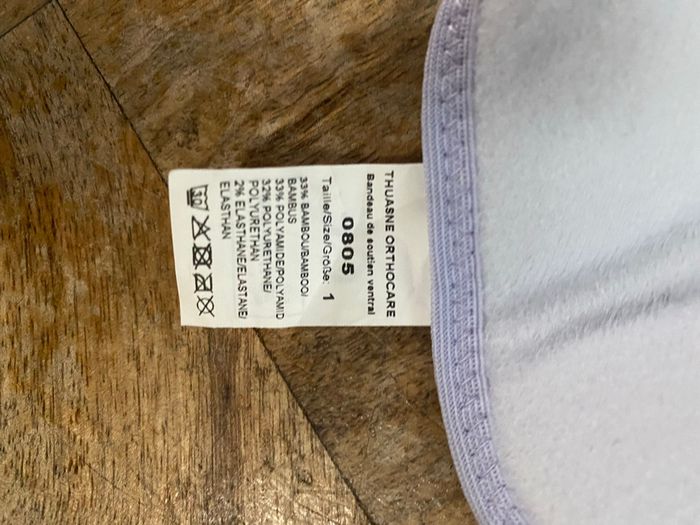 THUASNE ORTHOCARE
Bandeau de soutien ventral
0805
Taille/Size/Größe: 1
33% BAMBOU/BAMBOO/
BAMBUS
33% POLYAMIDE/POLYAMID
32% POLYURETHANE/
POLYURETHAN
2% ELASTHANE/ELASTANE/
ELASTHAN
30°